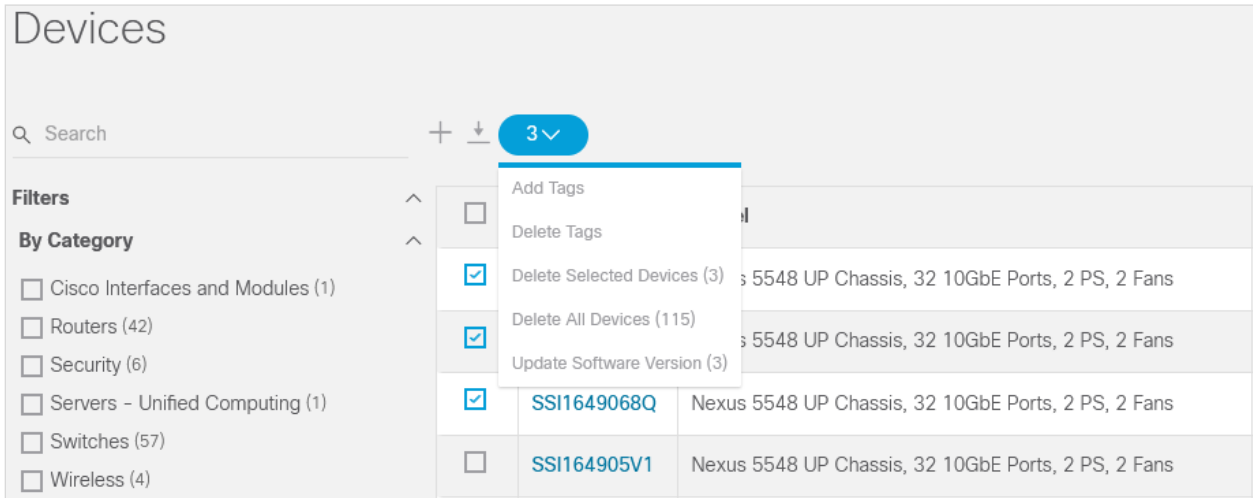 Devices
Search
3
Filters
By Category
Cisco Interfaces and Modules (1)
Routers (42)
Security (6)
Servers - Unified Computing (1)
Switches (57)
Wireless (4)
Add Tags
Delete Tags
Delete Selected Devices (3)
Delete All Devices (115)
Update Software Version (3)
5548 UP Chassis, 32 10GbE Ports, 2 PS, 2 Fans
5548 UP Chassis, 32 10GbE Ports, 2 PS, 2 Fans
SSI1649068Q Nexus 5548 UP Chassis, 32 10GbE Ports, 2 PS, 2 Fans
SSI164905V1 Nexus 5548 UP Chassis, 32 10GbE Ports, 2 PS, 2 Fans